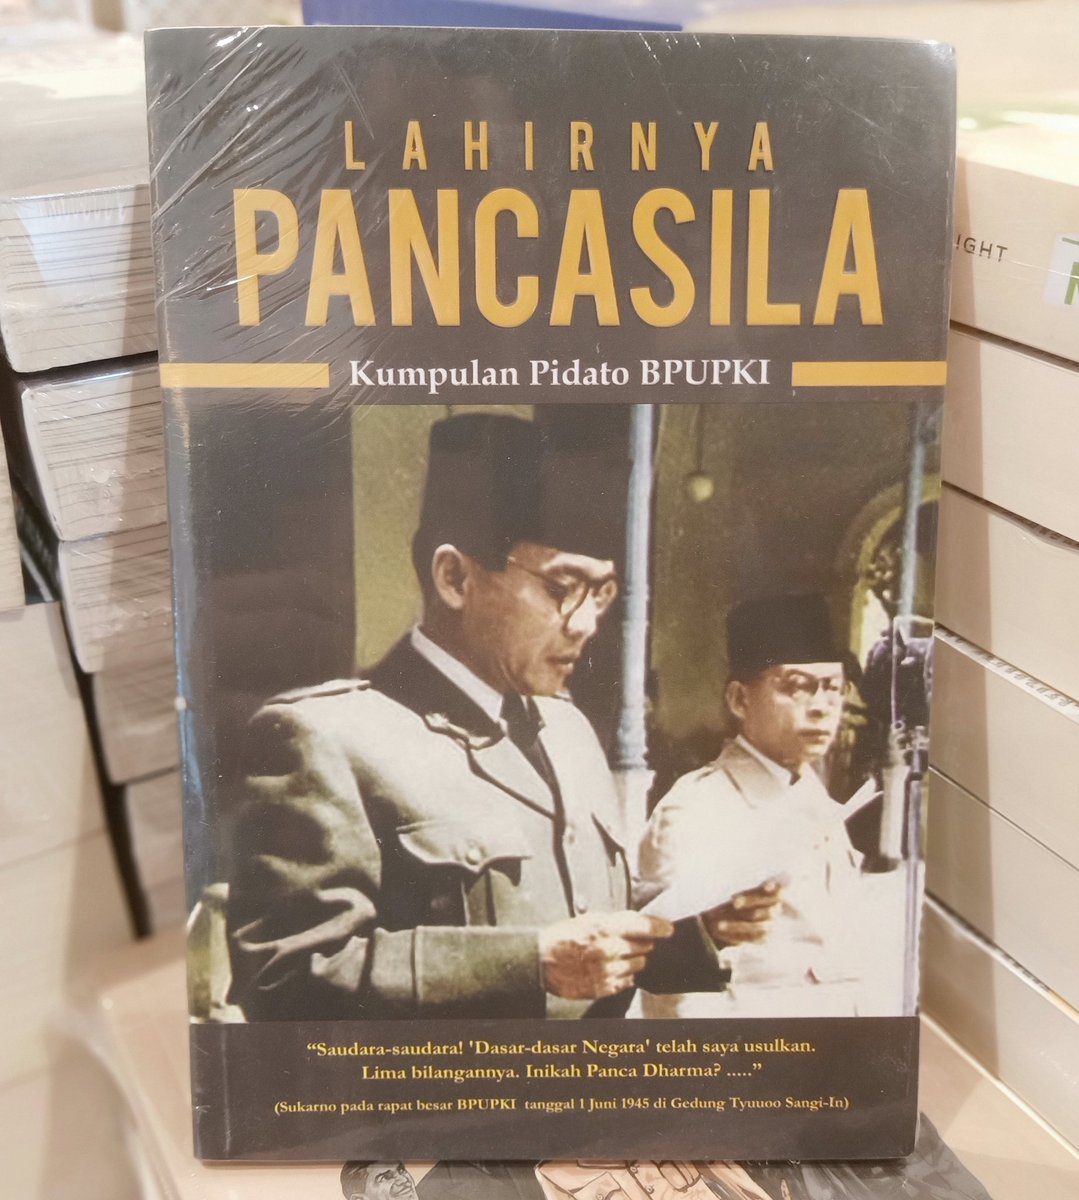 LAHIRNYA
PANCASILA
Kumpulan Pidato BPUPKI
“Saudara-saudara! 'Dasar-dasar Negara' telah saya usulkan.
Lima bilangannya. Inikah Panca Dharma? .....”
(Sukarno pada rapat besar BPUPKI tanggal 1 Juni 1945 di Gedung Tyuuoo Sangi-In)
IGHT